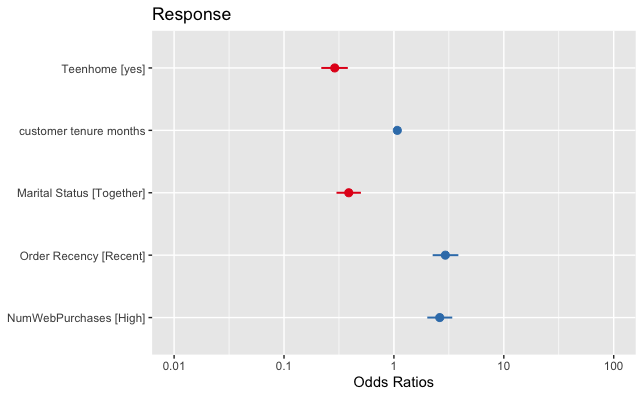 Response
Teenhome [yes]
customer tenure months
Marital Status [Together]
Order Recency [Recent]
NumWebPurchases [High]
0.01 0.1 1 10 100
Odds Ratios